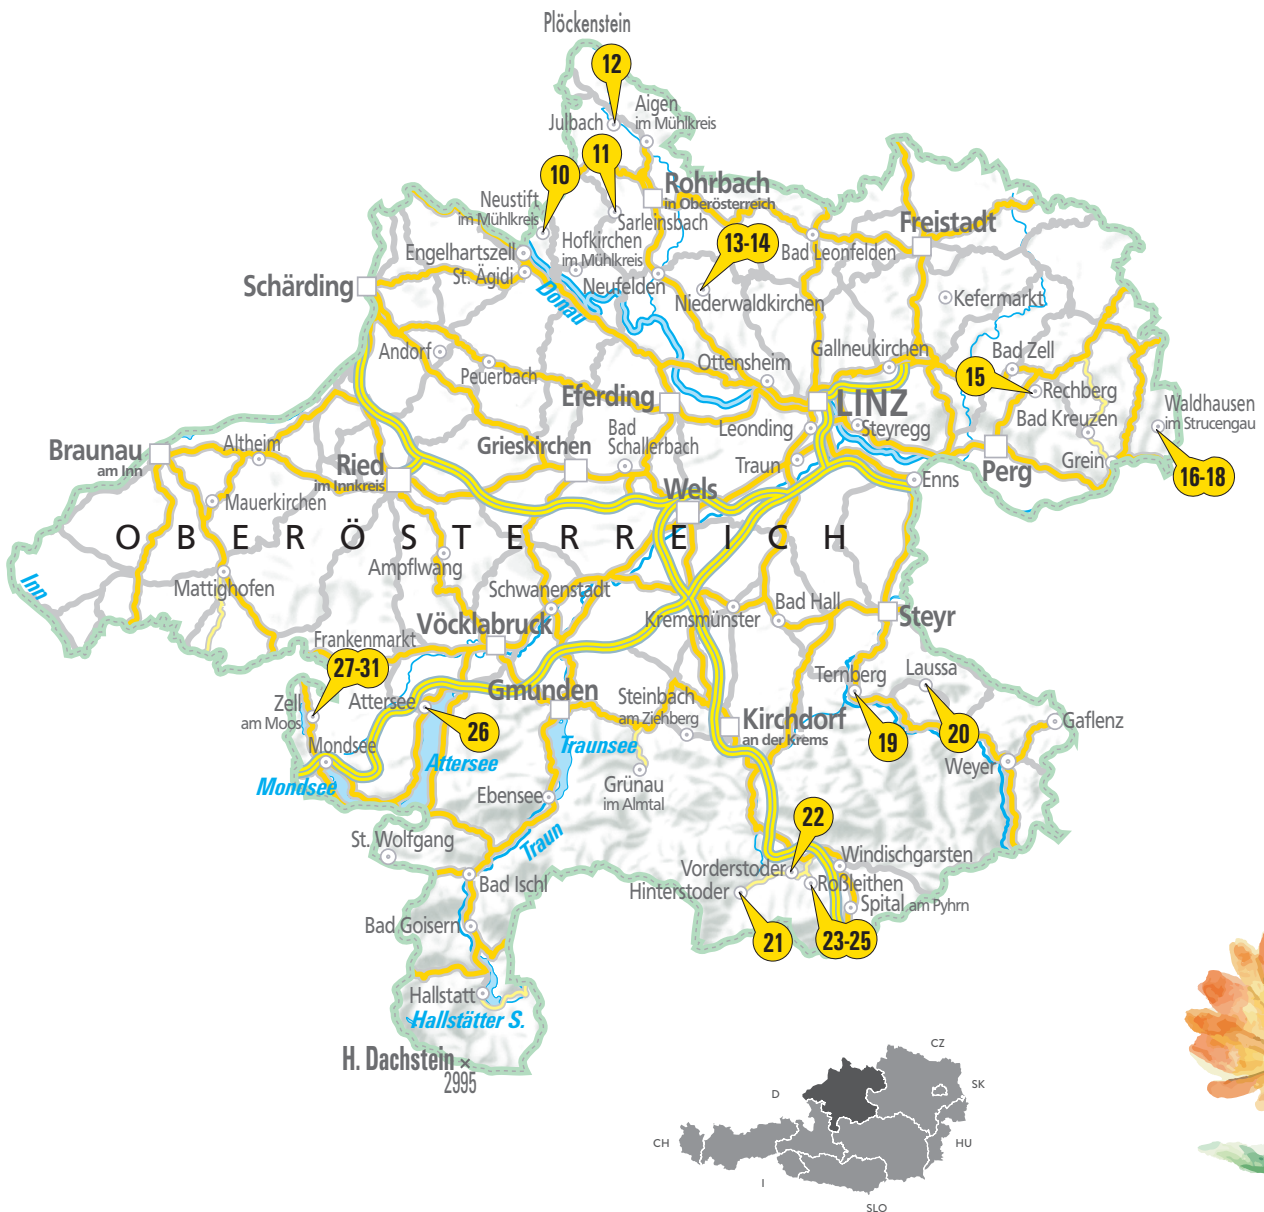 Plöckenstein
12
Aigen
im Mühlkreis
Julbach
11
10
Rohrbach
in Oberösterreich
Neustift
im Mühlkreis
Sarleinsbach
Freistadt
13-14
Hofkirchen
im Mühlkreis
Bad Leonfelden
Engelhartszell
St. Ägidi
Schärding
Neufelden
Donau
Niederwaldkirchen
Kefermarkt
Andorf
Peuerbach
Ottensheim
Gallneukirchen
Bad Zell
15
Rechberg
Eferding
LINZ
Waldhausen
im Strucengau
Bad Kreuzen
Steyregg
Leonding
Bad
Schallerbach
Grieskirchen
Braunau
am Inn
Altheim
Ried
im Innkreis
Traun
Perg
Grein
16-18
Enns
Wels
Mauerkirchen
OBERÖSTERREICH
Ampflwang
Inn
Mattighofen
Schwanenstadt
Bad Hall
Kremsmünster
Steyr
Vöcklabruck
Frankenmarkt
27-31
Ternberg
Laussa
Zell
am Moos
Attersee
Gmunden
Steinbach
am Ziehberg
Kirchdorf
an der Krems
Gaflenz
26
19
20
Traunsee
Mondsee
Attersee
Weyer
Mondsee
Ebensee
Grünau
im Almtal
22
Traun
St. Wolfgang
Windischgarsten
Vorderstoder
Bad Ischl
Hinterstoder
Roßleithen
Spital am Pyhrn
Bad Goisern
21
23-25
Hallstatt
Hallstätter S.
H. Dachstein
2995
CZ
D
SK
CH
HU
I
SLO